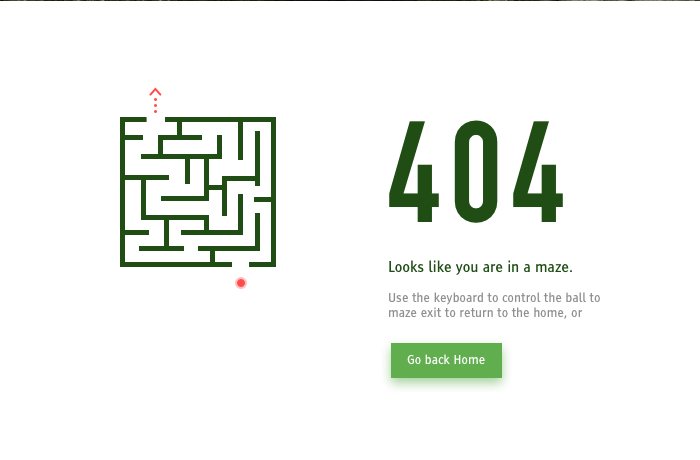 404
Looks like you are in a maze.
Use the keyboard to control the ball to
maze exit to return to the home, or
Go back Home